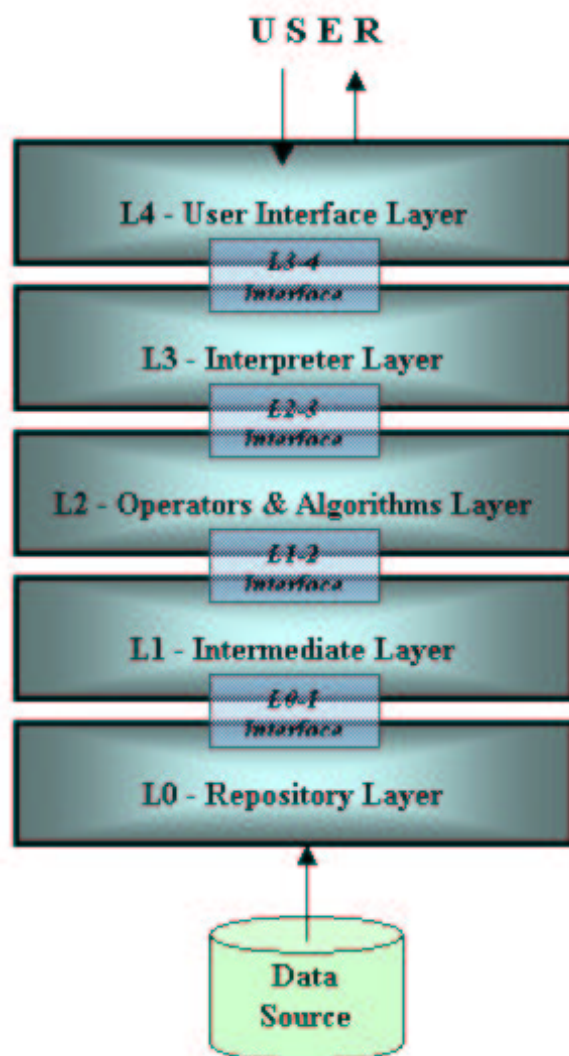 U S E R
L4 - User Interface Layer
L3-4
Interface
L3 - Interpreter Layer
L2-3
Interface
L2 - Operators & Algorithms Layer
L1-2
Interface
L1 - Intermediate Layer
L0-1
Interface
L0 - Repository Layer
Data
Source